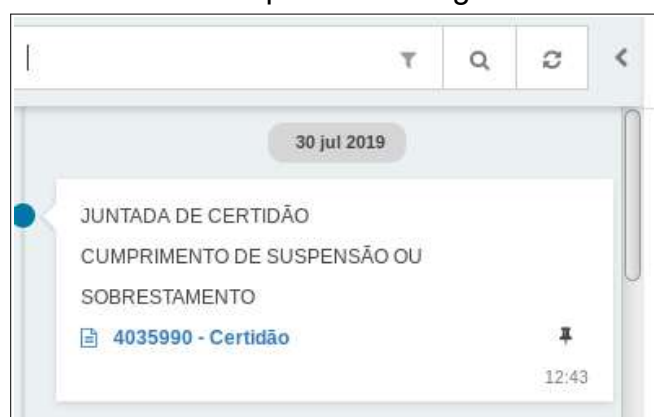 30 jul 2019
JUNTADA DE CERTIDÃO
CUMPRIMENTO DE SUSPENSÃO OU
SOBRESTAMENTO
4035990 - Certidão
12:43